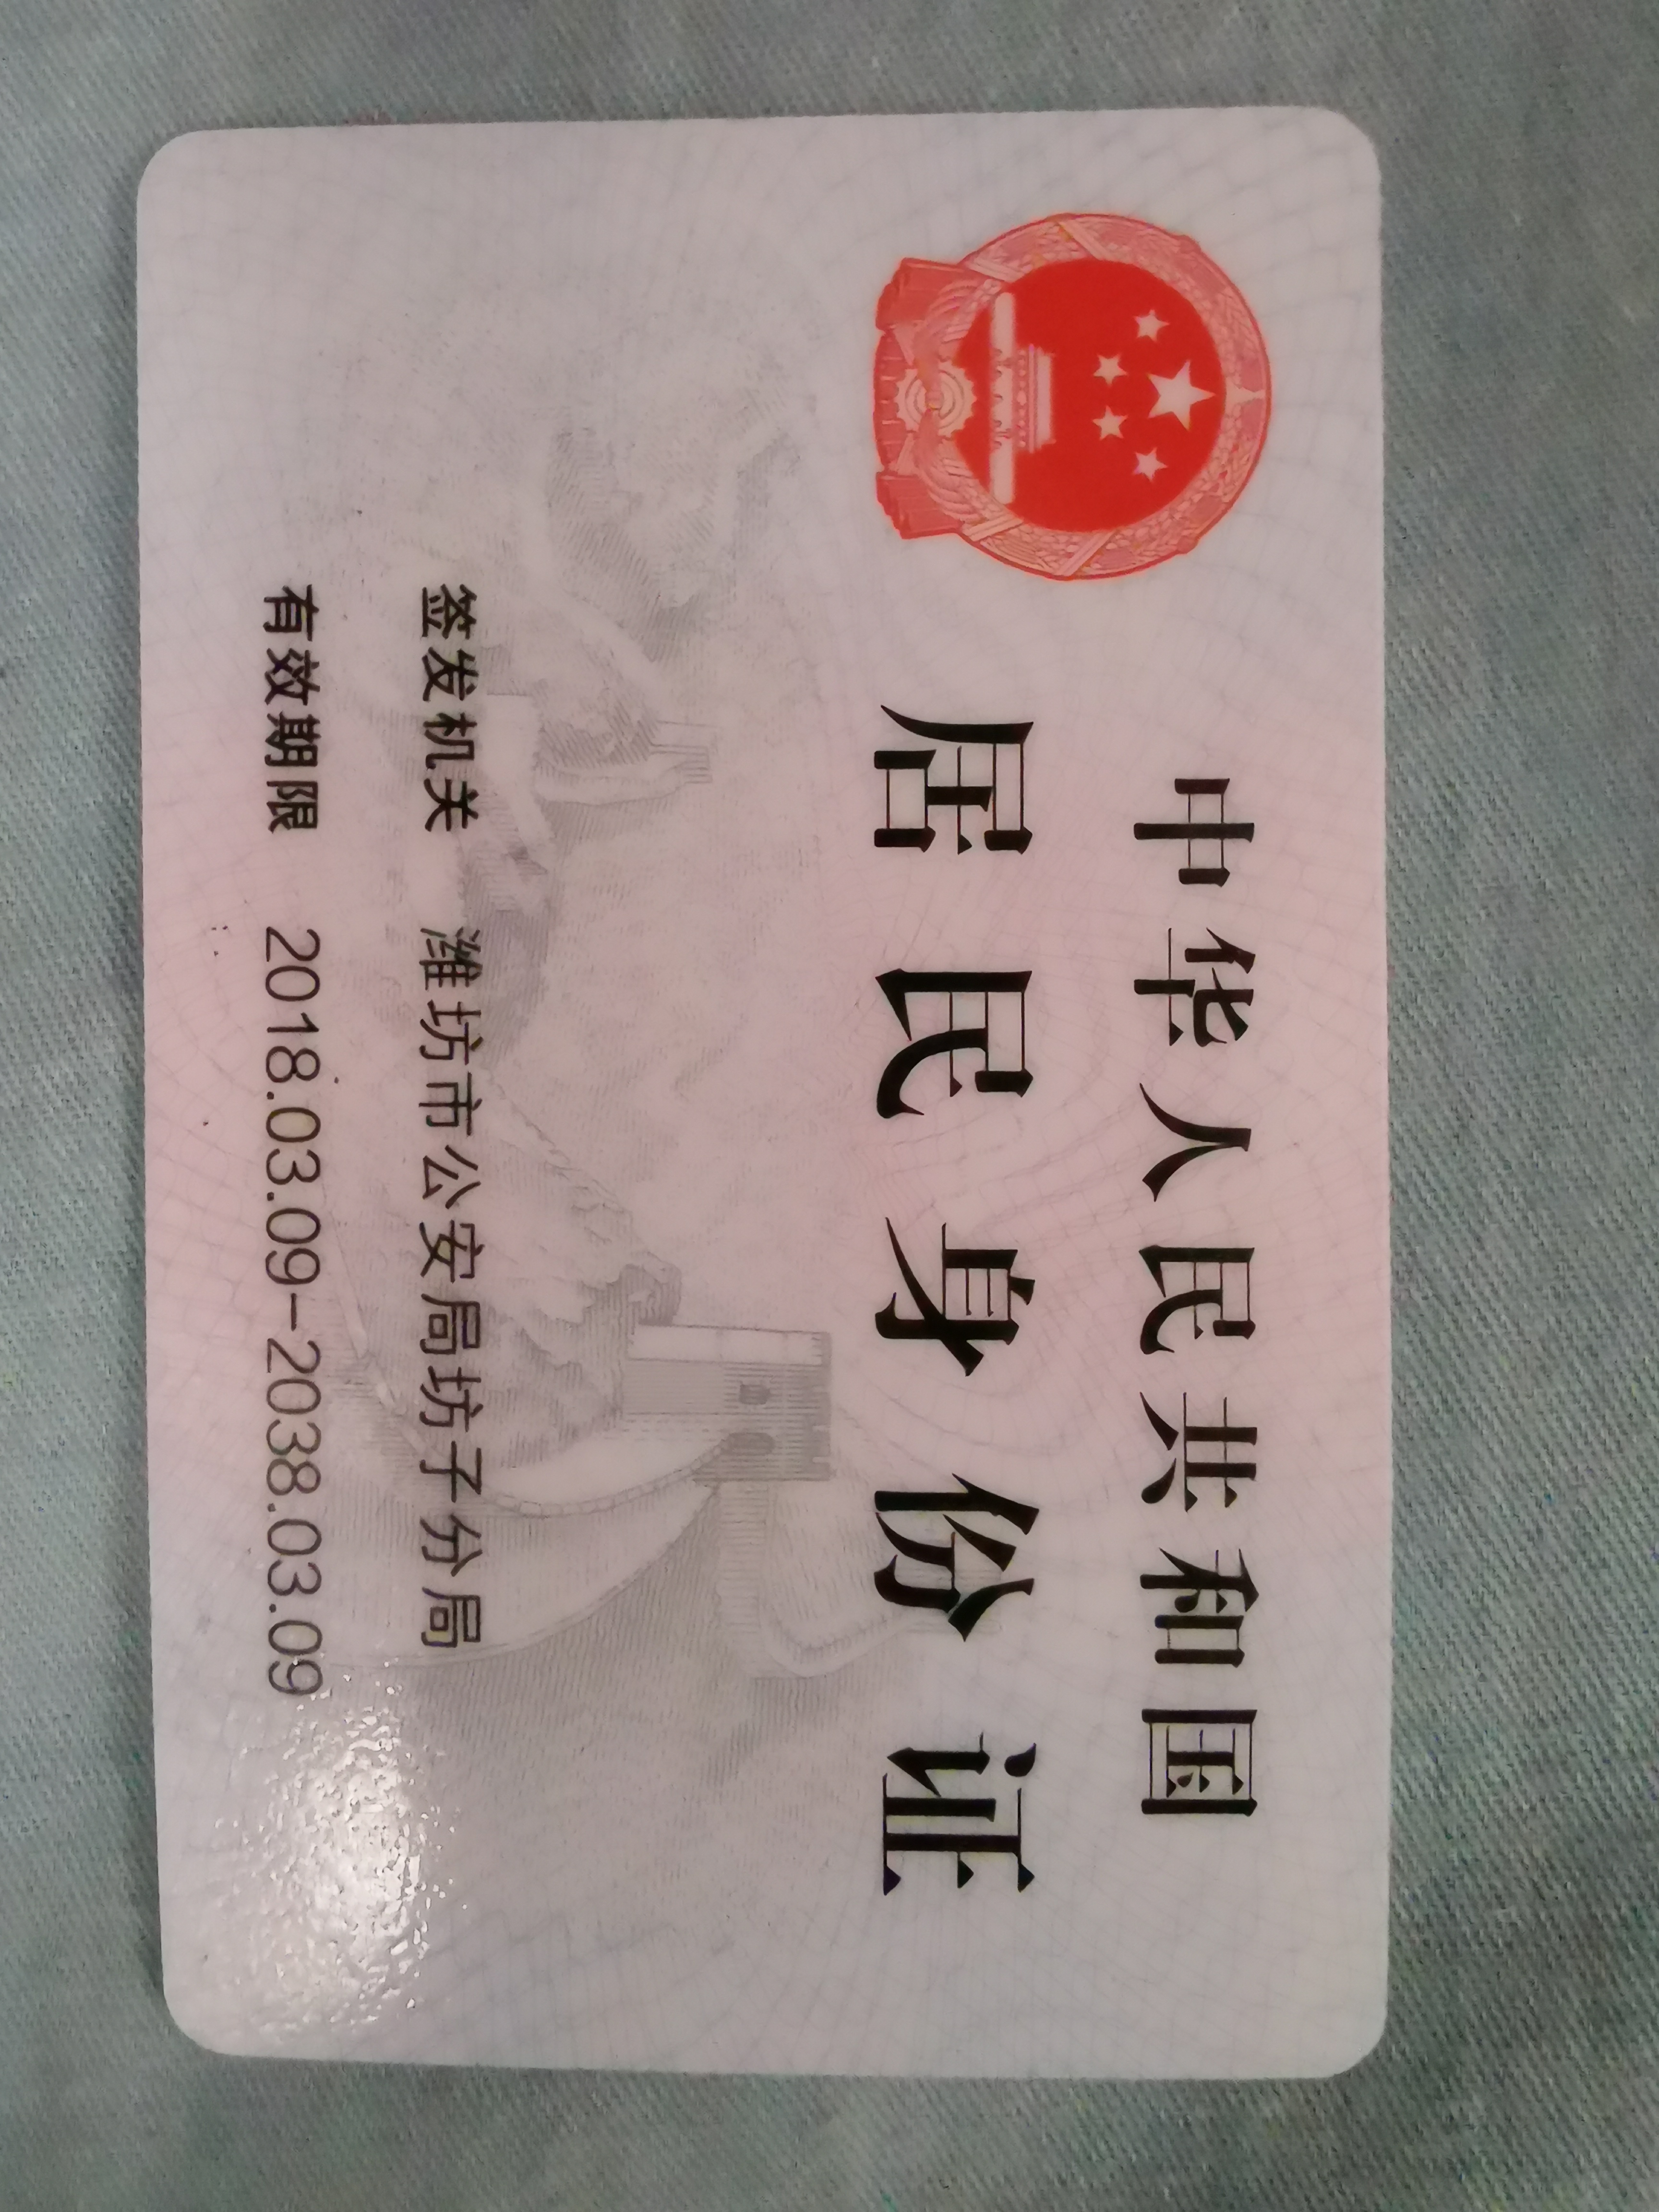 中华人民共和国
居民身份证
签发机关 潍坊市公安局坊子分局
有效期限 2018.03.09-2038.03.09